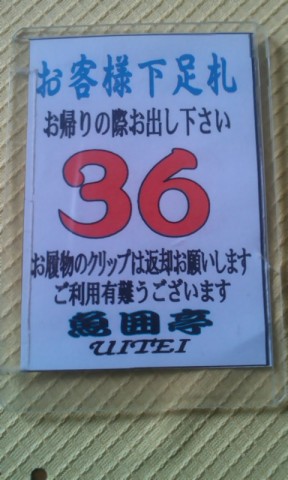 お客様下足札
お帰りの際お出し下さい
36
お履物のクリップは返却お願いします
ご利用有難うございます
魚囲亭
UITEI